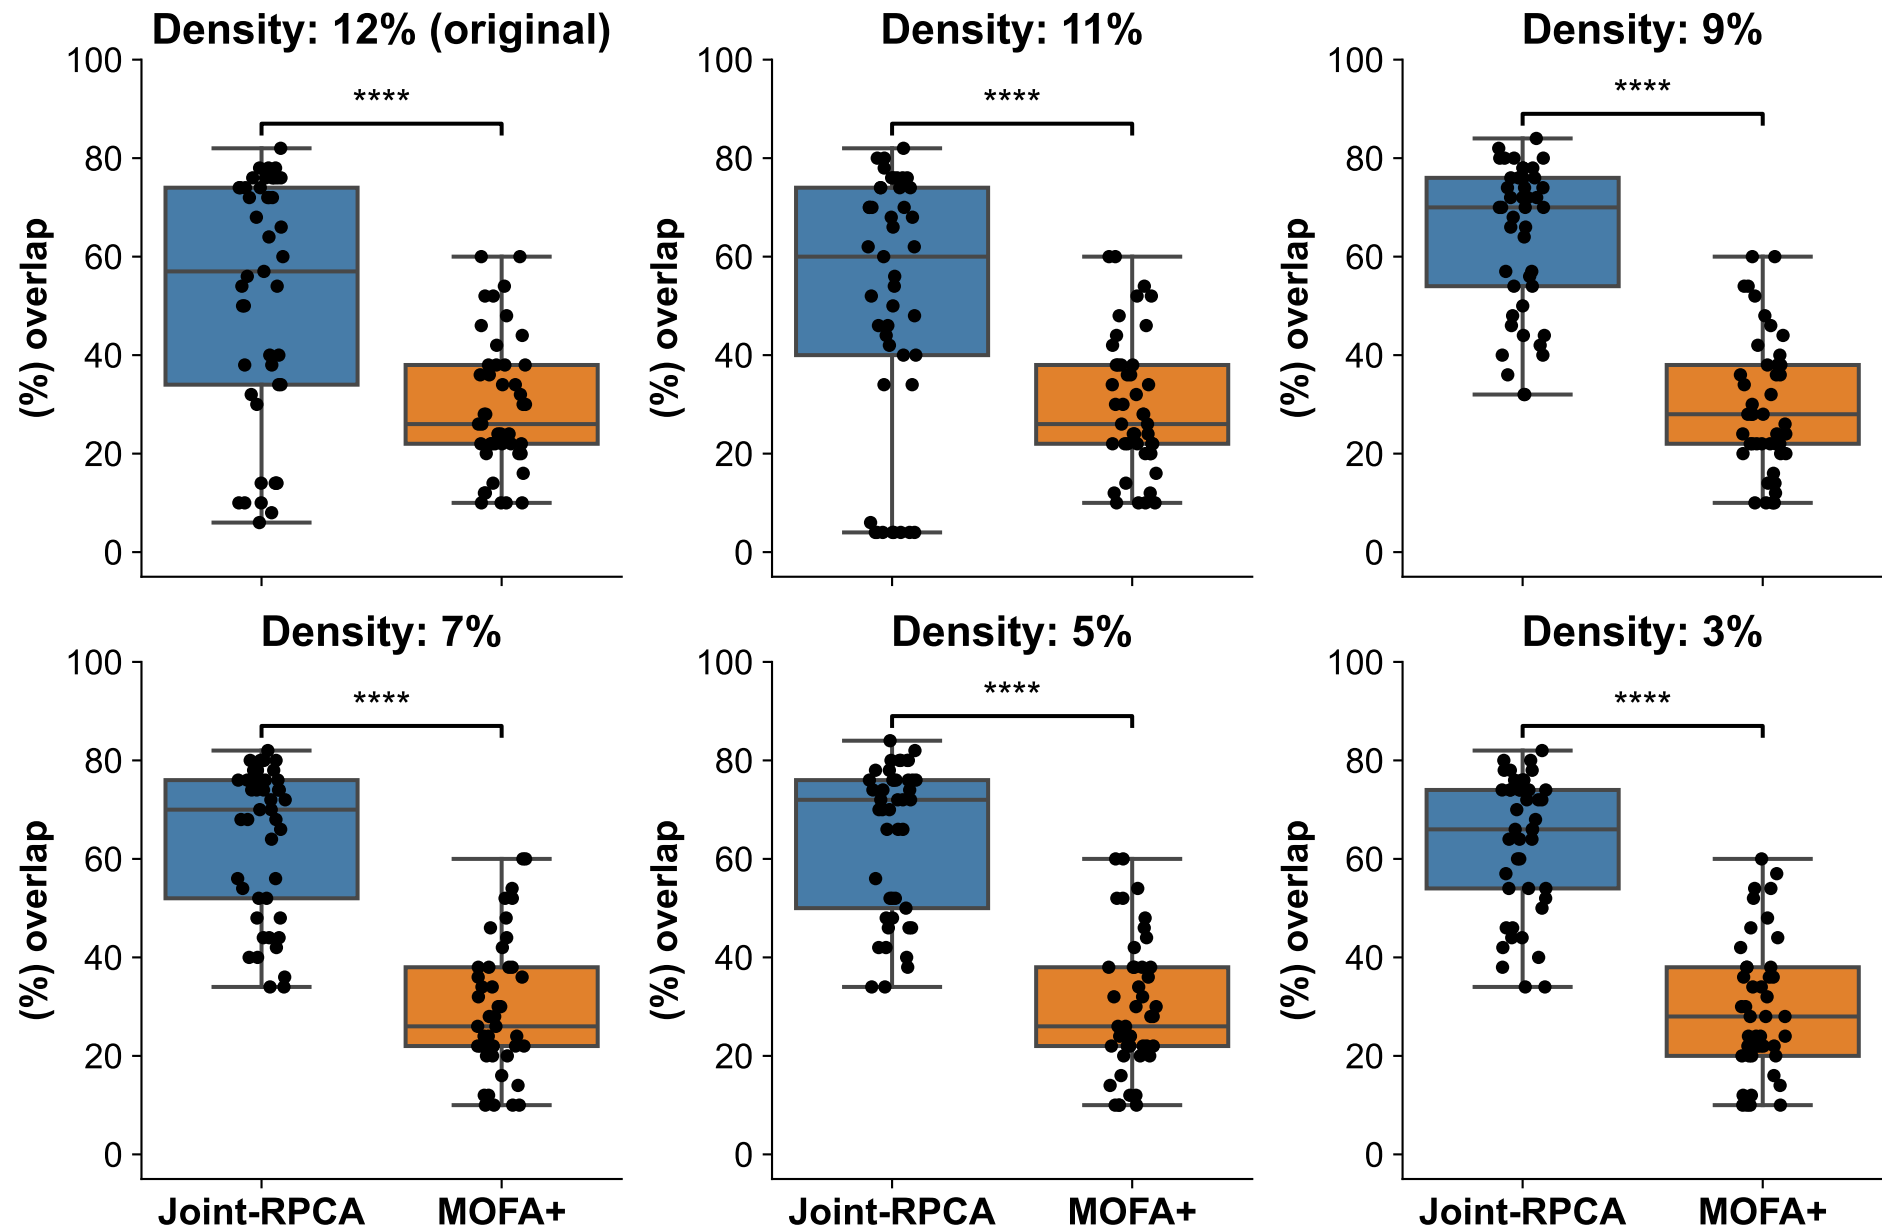 Density: 12% (original)
Density: 11%
Density: 9%
100
80
60
40
20
0
(%) overlap
****
100
80
60
40
20
0
(%) overlap
****
100
80
60
40
20
0
(%) overlap
****
Density: 7%
Density: 5%
Density: 3%
100
80
60
40
20
0
(%) overlap
****
Joint-RPCA MOFA+
100
80
60
40
20
0
(%) overlap
****
Joint-RPCA MOFA+
100
80
60
40
20
0
(%) overlap
****
Joint-RPCA MOFA+